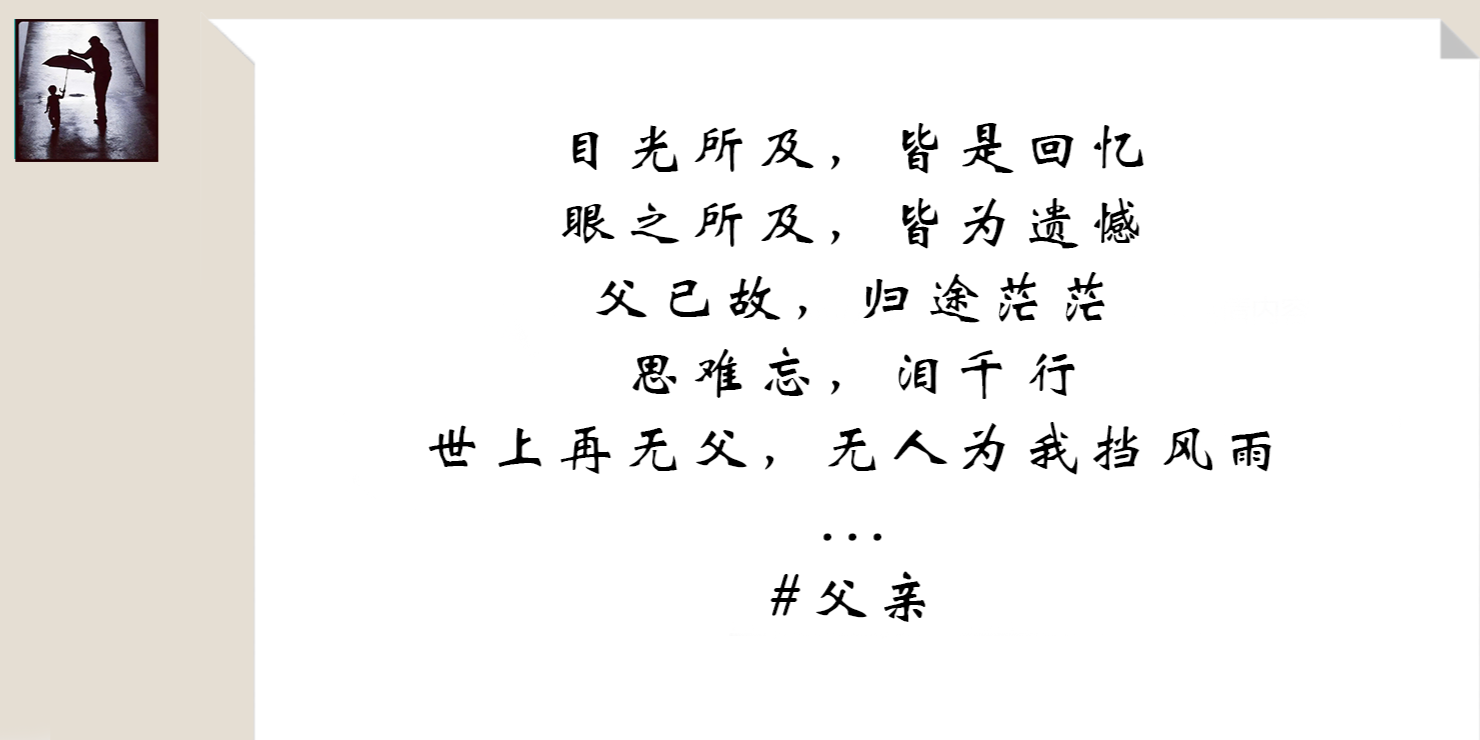 目光所及，皆是回忆
眼之所及，皆为遗憾
父已故，归途茫茫
思难忘，泪千行
世上再无父，无人为我挡风雨
...
#父亲